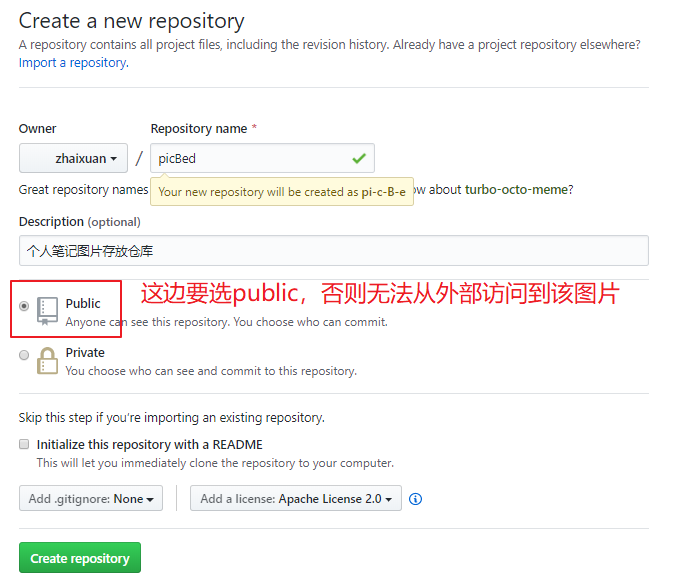 Create a new repository
A repository contains all project files, including the revision history. Already have a project repository elsewhere?
Import a repository.
Owner
Repository name *
zhaixuan
/
picBed
Great repository names
Your new repository will be created as pi-c-B-e
ow about turbo-octo-meme?
Description (optional)
个人笔记图片存放仓库
Public
这边要选public，否则无法从外部访问到该图片
Anyone can see this repository. You choose who can commit.
Private
You choose who can see and commit to this repository.
Skip this step if you’re importing an existing repository.
Initialize this repository with a README
This will let you immediately clone the repository to your computer.
Add .gitignore: None
Add a license: Apache License 2.0
Create repository